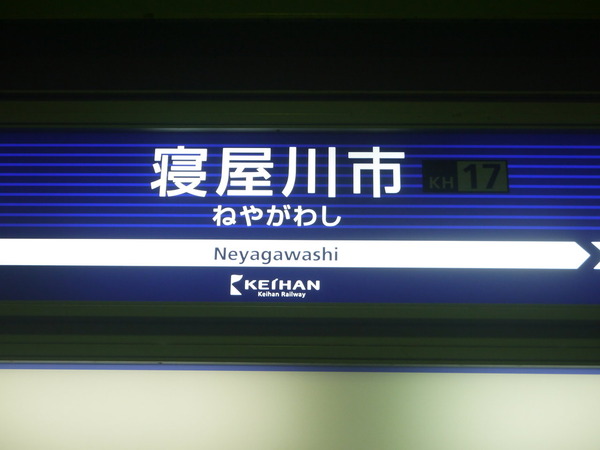 寝屋川市 KH 17
ねやがわし
Neyagawashi
KEIHAN
Keihan Railway